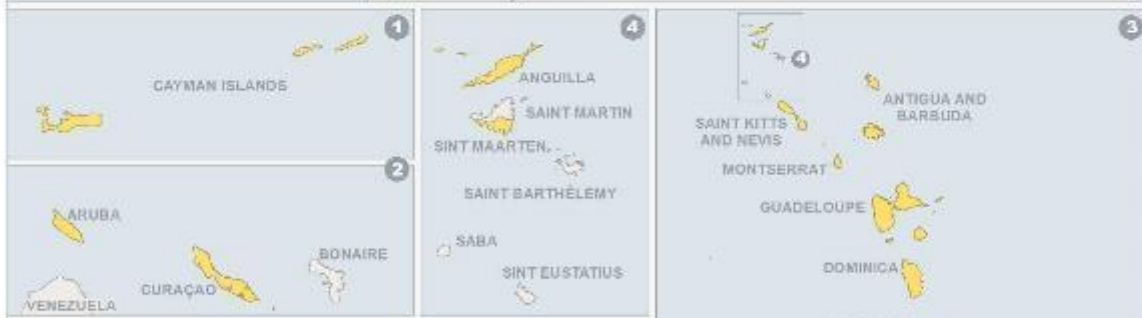 1
CAYMAN ISLANDS
2
ARUBA
BONAIRE
CURAÇAO
VENEZUELA
4
ANGUILLA
SAINT MARTIN
SINT MAARTEN
SAINT BARTHÉLEMY
SABA
SINT EUSTATIUS
3
4
ANTIGUA AND
BARBUDA
SAINT KITTS
AND NEVIS
MONTSERRAT
GUADELOUPE
DOMINICA